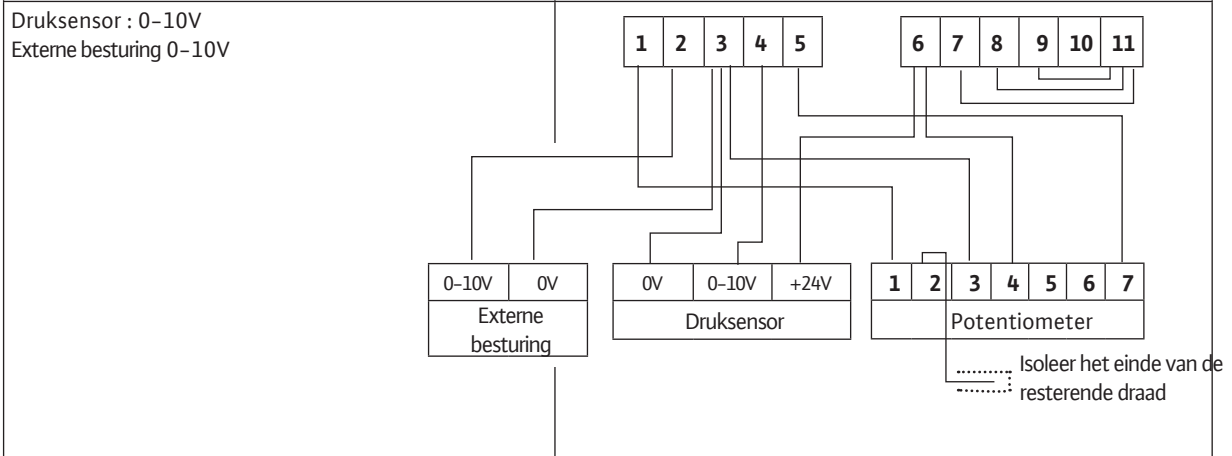 Druksensor : 0–10V
Externe besturing 0–10V
1 2 3 4 5
6 7 8 9 10 11
0–10V 0V
Externe
besturing
0V 0–10V +24V
Druksensor
1 2 3 4 5 6 7
Potentiometer
Isoleer het einde van de
resterende draad